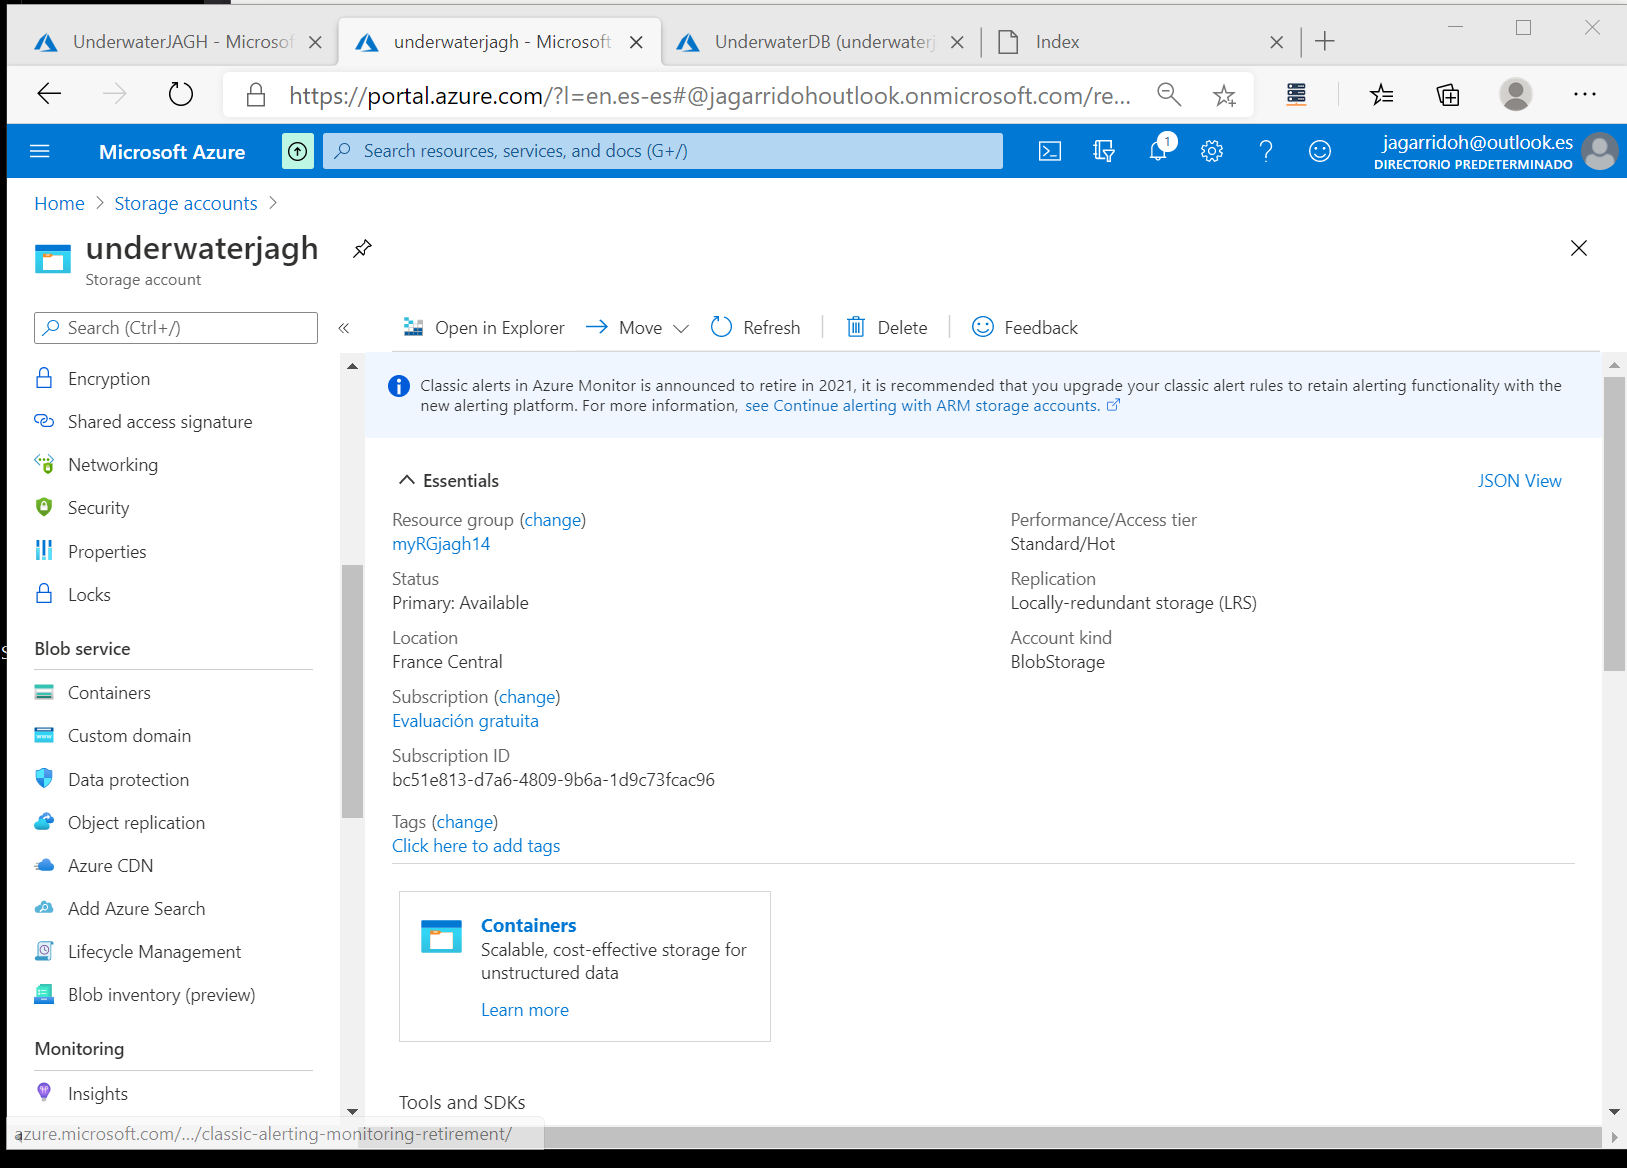 UnderwaterJAGH - Microsof
underwaterjagh - Microsoft
UnderwaterDB (underwaterj
Index
https://portal.azure.com/?l=en.es-es#@jagarridohoutlook.onmicrosoft.com/re...
Microsoft Azure
Search resources, services, and docs (G+/)
1
jagarridoh@outlook.es
DIRECTORIO PREDETERMINADO
Home > Storage accounts >
underwaterjagh
Storage account
Search (Ctrl+/)
«
Open in Explorer
Move
Refresh
Delete
Feedback
Encryption
Shared access signature
Networking
Security
Properties
Locks
Blob service
Containers
Custom domain
Data protection
Object replication
Azure CDN
Add Azure Search
Lifecycle Management
Blob inventory (preview)
Monitoring
Insights
Classic alerts in Azure Monitor is announced to retire in 2021, it is recommended that you upgrade your classic alert rules to retain alerting functionality with the
new alerting platform. For more information, see Continue alerting with ARM storage accounts.
Essentials
JSON View
Resource group (change)
myRGjagh14
Status
Primary: Available
Location
France Central
Subscription (change)
Evaluación gratuita
Subscription ID
bc51e813-d7a6-4809-9b6a-1d9c73fcac96
Tags (change)
Click here to add tags
Performance/Access tier
Standard/Hot
Replication
Locally-redundant storage (LRS)
Account kind
BlobStorage
Containers
Scalable, cost-effective storage for
unstructured data
Learn more
Tools and SDKs
azure.microsoft.com/.../classic-alerting-monitoring-retirement/